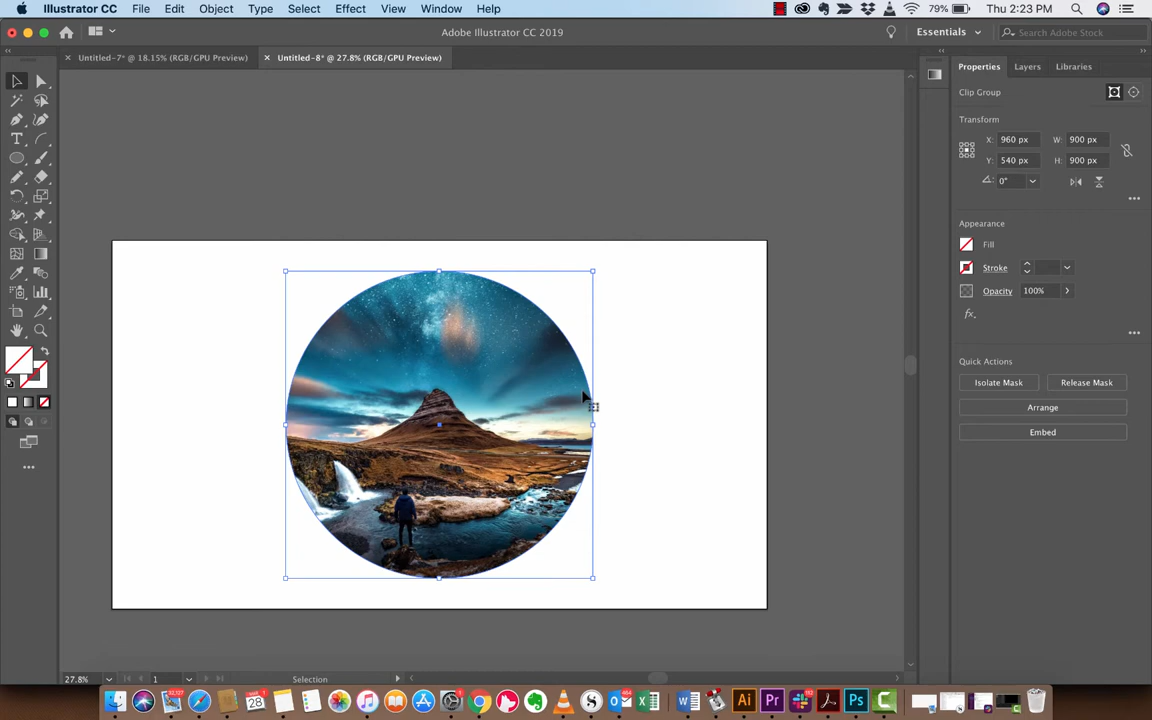 Illustrator CC File Edit Object Type Select Effect View Window Help 79% Thu 2:23 PM
Adobe Illustrator CC 2019 Essentials Search Adobe Stock
Untitled-7* @ 18.15% (RGB/GPU Preview) Untitled-8* @ 27.8% (RGB/GPU Preview)
Properties Layers Libraries
Clip Group
Transform
X: 960 px W: 900 px
Y: 540 px H: 900 px
0°
Appearance
Fill
Stroke
Opacity 100%
fx
Quick Actions
Isolate Mask Release Mask
Arrange
Embed
27.8% 1 Selection